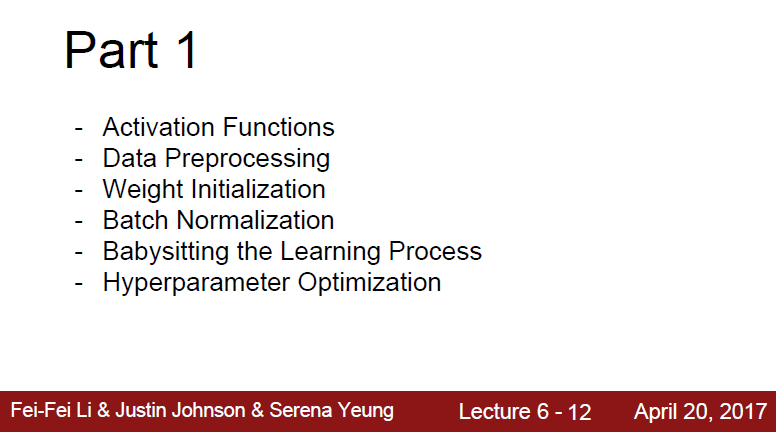 Part 1
- Activation Functions
- Data Preprocessing
- Weight Initialization
- Batch Normalization
- Babysitting the Learning Process
- Hyperparameter Optimization
Fei-Fei Li & Justin Johnson & Serena Yeung Lecture 6 - 12 April 20, 2017